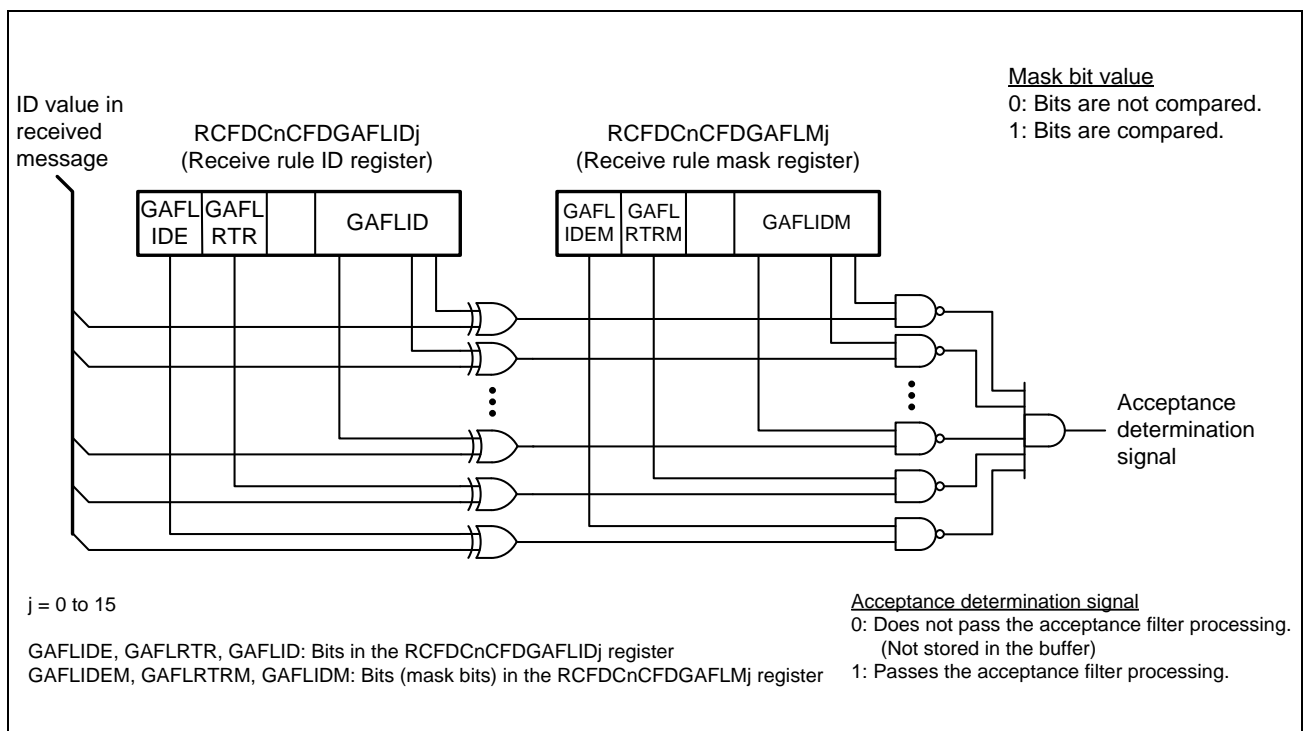 Mask bit value
0: Bits are not compared.
1: Bits are compared.
ID value in
received
message
RCFDCnCFDGAFLIDj
(Receive rule ID register)
RCFDCnCFDGAFLMj
(Receive rule mask register)
GAFL
IDE
GAFL
RTR
GAFLID
GAFL
IDEM
GAFL
RTRM
GAFLIDM
Acceptance
determination
signal
j = 0 to 15
GAFLIDE, GAFLRTR, GAFLID: Bits in the RCFDCnCFDGAFLIDj register
GAFLIDEM, GAFLRTRM, GAFLIDM: Bits (mask bits) in the RCFDCnCFDGAFLMj register
Acceptance determination signal
0: Does not pass the acceptance filter processing.
(Not stored in the buffer)
1: Passes the acceptance filter processing.